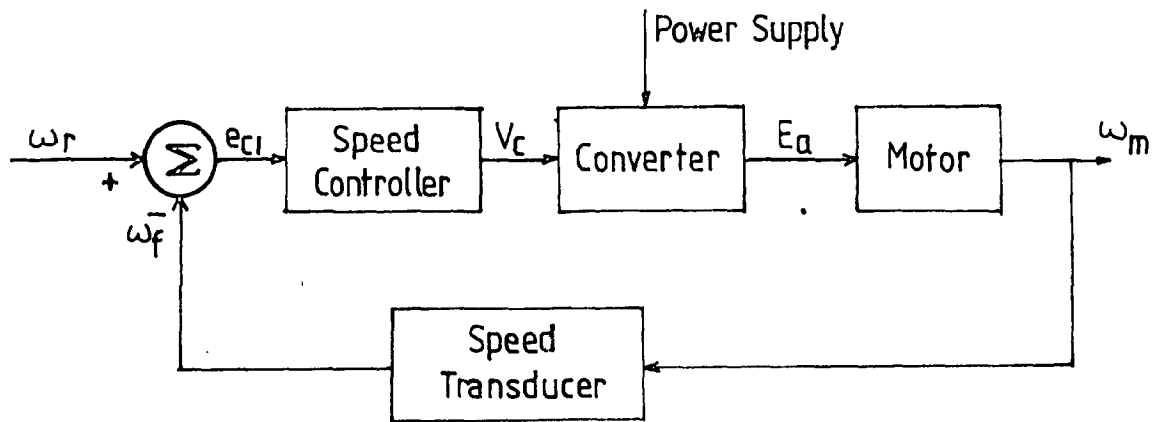 Power Supply
ωr
+
Σ
ec1
Speed
Controller
Vc
Converter
Ea
Motor
ωm
ωf
-
Speed
Transducer